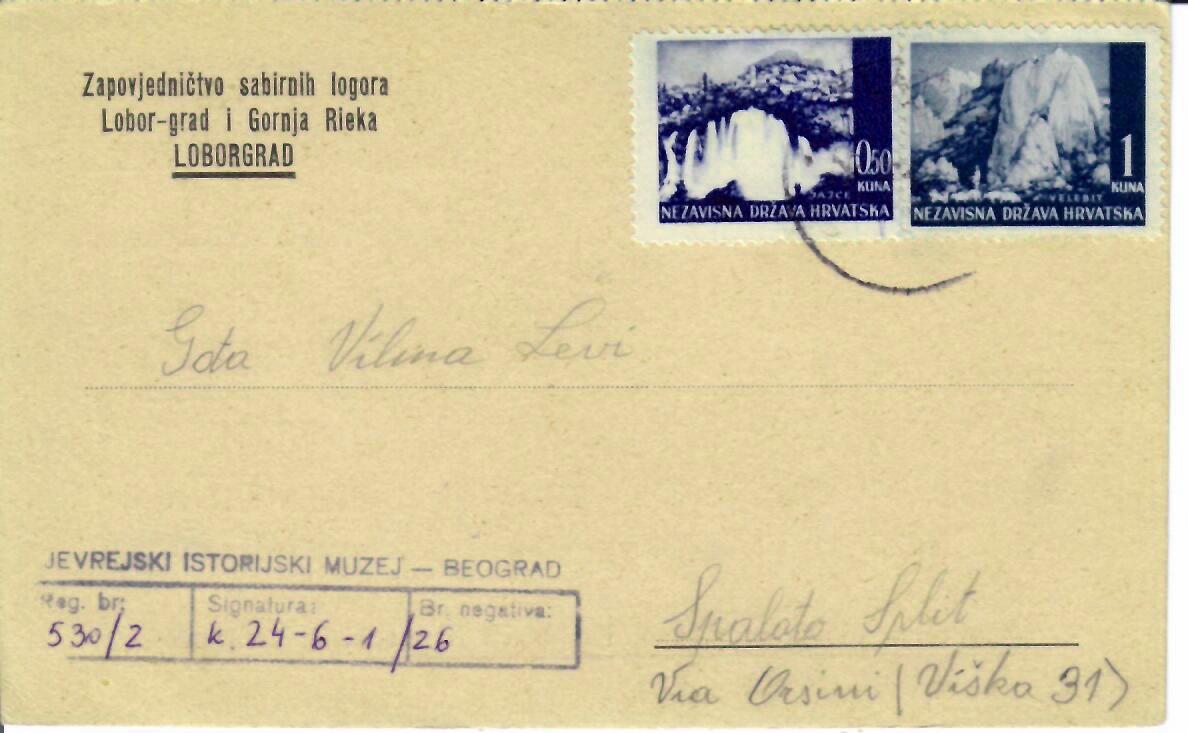 Zapovjedničtvo sabirnih logora
Lobor-grad i Gornja Rieka
LOBORGRAD
JAJCE
0.50
KUNA
NEZAVISNA DRŽAVA HRVATSKA
VELEBIT
1
KUNA
NEZAVISNA DRŽAVA HRVATSKA
Gđa Vilma Levi
JEVREJSKI ISTORIJSKI MUZEJ — BEOGRAD
Reg. br: Signatura: Br. negativa:
530/2 k. 24-6-1/26
Spalato Split
Via Orsini (Viška 31)